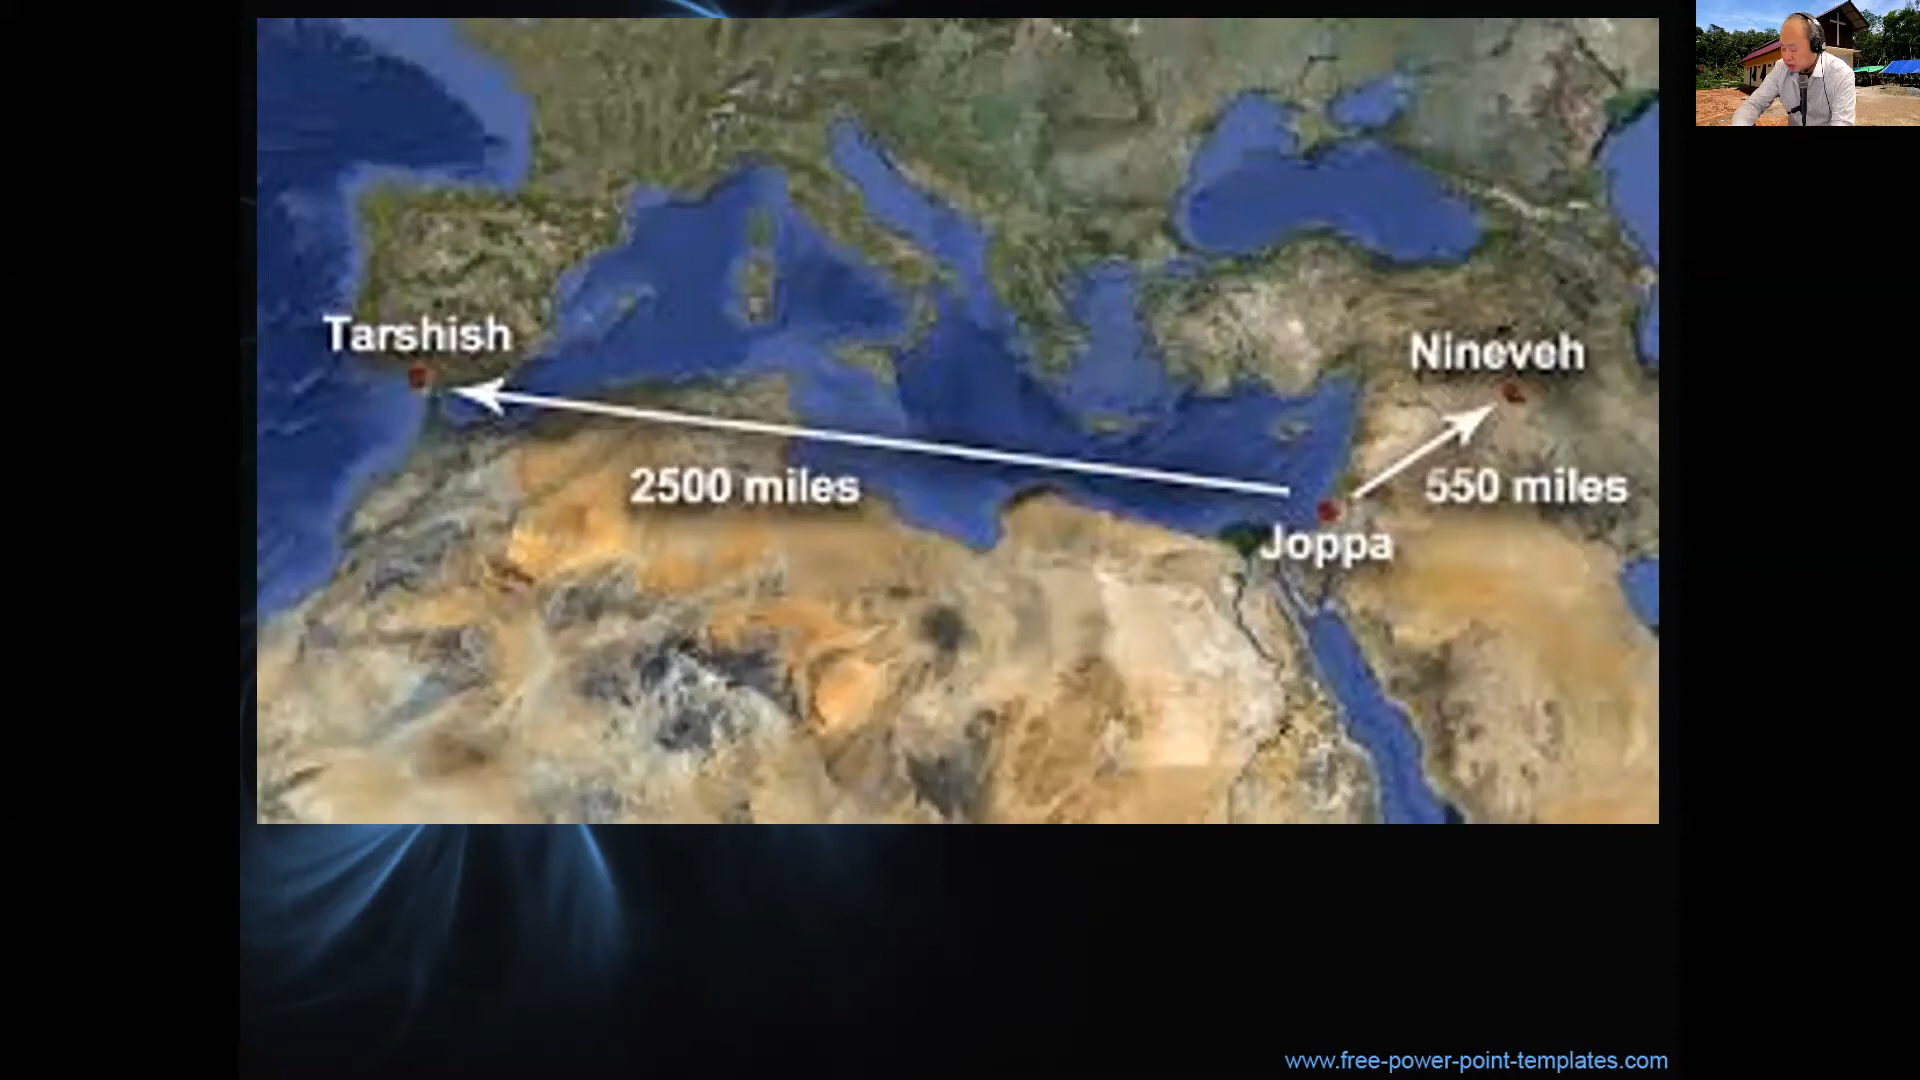 Tarshish
Nineveh
2500 miles
550 miles
Joppa
www.free-power-point-templates.com